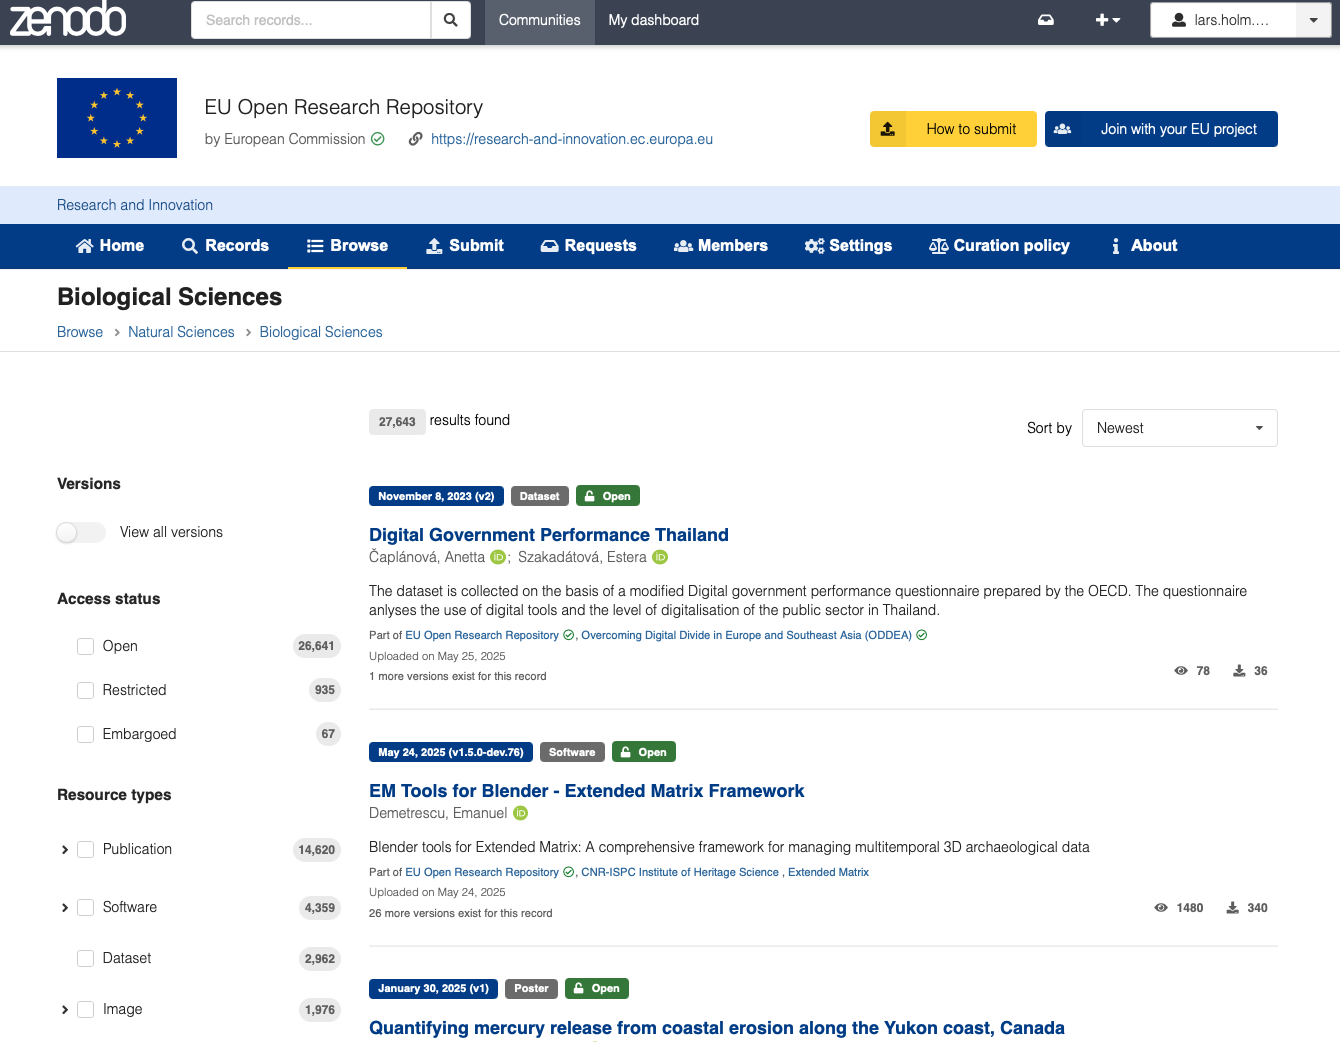 zenodo
Search records...
Communities
My dashboard
lars.holm....
EU Open Research Repository
by European Commission
https://research-and-innovation.ec.europa.eu
How to submit
Join with your EU project
Research and Innovation
Home
Records
Browse
Submit
Requests
Members
Settings
Curation policy
About
Biological Sciences
Browse > Natural Sciences > Biological Sciences
27,643 results found
Sort by
Newest
Versions
View all versions
Access status
Open 26,641
Restricted 935
Embargoed 67
Resource types
Publication 14,620
Software 4,359
Dataset 2,962
Image 1,976
November 8, 2023 (v2) Dataset Open
Digital Government Performance Thailand
Čaplánová, Anetta iD; Szakadátová, Estera iD
The dataset is collected on the basis of a modified Digital government performance questionnaire prepared by the OECD. The questionnaire
anlyses the use of digital tools and the level of digitalisation of the public sector in Thailand.
Part of EU Open Research Repository , Overcoming Digital Divide in Europe and Southeast Asia (ODDEA)
Uploaded on May 25, 2025
1 more versions exist for this record
78 36
May 24, 2025 (v1.5.0-dev.76) Software Open
EM Tools for Blender - Extended Matrix Framework
Demetrescu, Emanuel iD
Blender tools for Extended Matrix: A comprehensive framework for managing multitemporal 3D archaeological data
Part of EU Open Research Repository , CNR-ISPC Institute of Heritage Science , Extended Matrix
Uploaded on May 24, 2025
26 more versions exist for this record
1480 340
January 30, 2025 (v1) Poster Open
Quantifying mercury release from coastal erosion along the Yukon coast, Canada